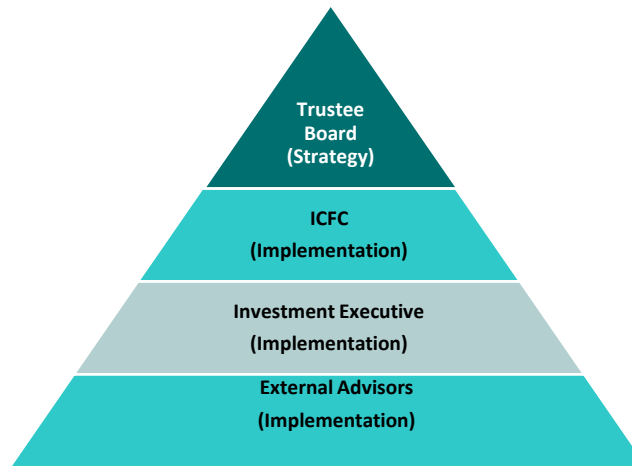 Trustee
Board
(Strategy)
ICFC
(Implementation)
Investment Executive
(Implementation)
External Advisors
(Implementation)